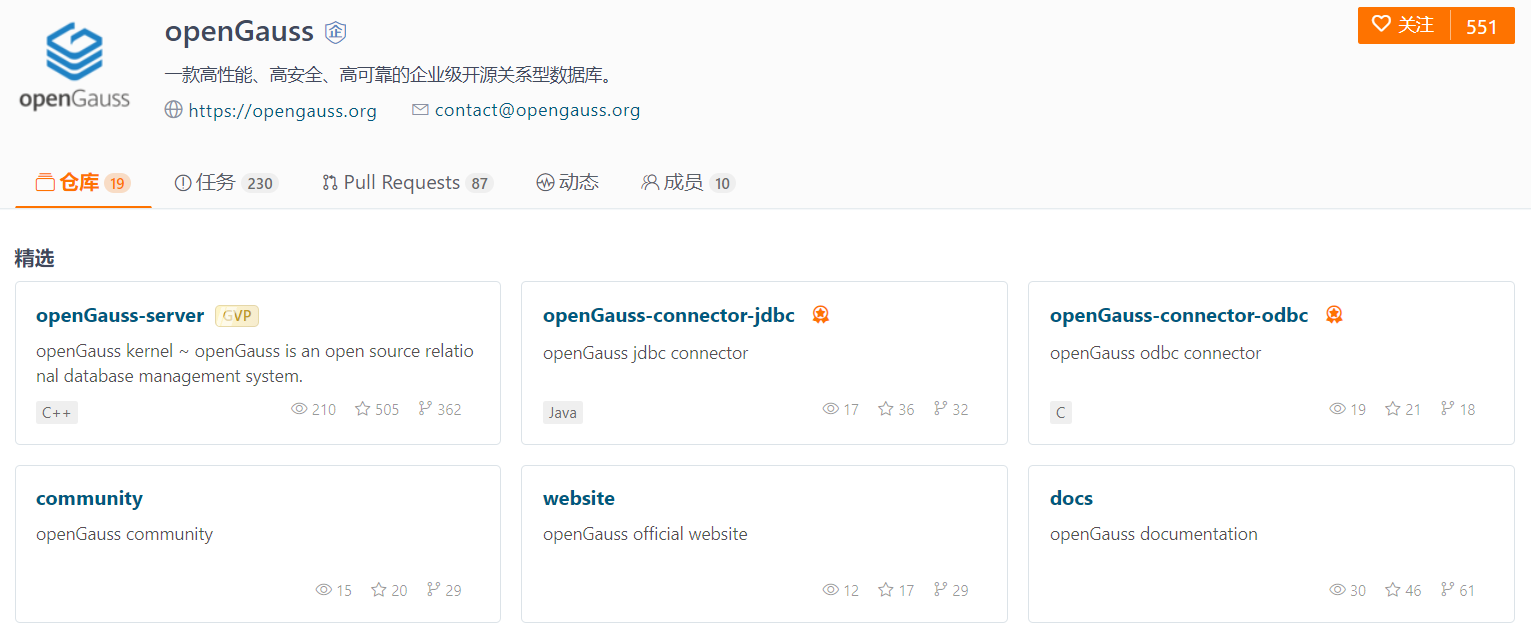 openGauss 企
一款高性能、高安全、高可靠的企业级开源关系型数据库。
openGauss
https://opengauss.org contact@opengauss.org
关注 551
仓库 19 任务 230 Pull Requests 87 动态 成员 10
精选
openGauss-server GVP
openGauss kernel ~ openGauss is an open source relatio
nal database management system.
C++ 210 505 362
openGauss-connector-jdbc
openGauss jdbc connector
Java 17 36 32
openGauss-connector-odbc
openGauss odbc connector
C 19 21 18
community
openGauss community
15 20 29
website
openGauss official website
12 17 29
docs
openGauss documentation
30 46 61